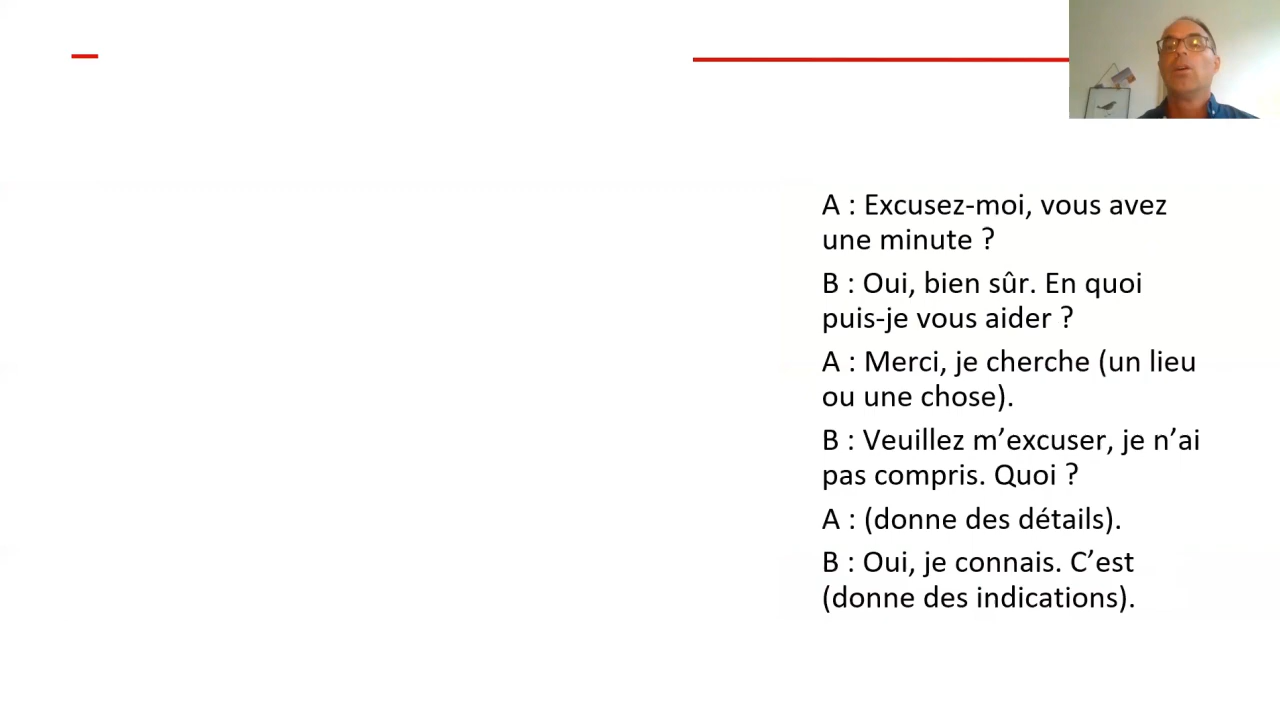 A : Excusez-moi, vous avez
une minute ?
B : Oui, bien sûr. En quoi
puis-je vous aider ?
A : Merci, je cherche (un lieu
ou une chose).
B : Veuillez m’excuser, je n’ai
pas compris. Quoi ?
A : (donne des détails).
B : Oui, je connais. C’est
(donne des indications).